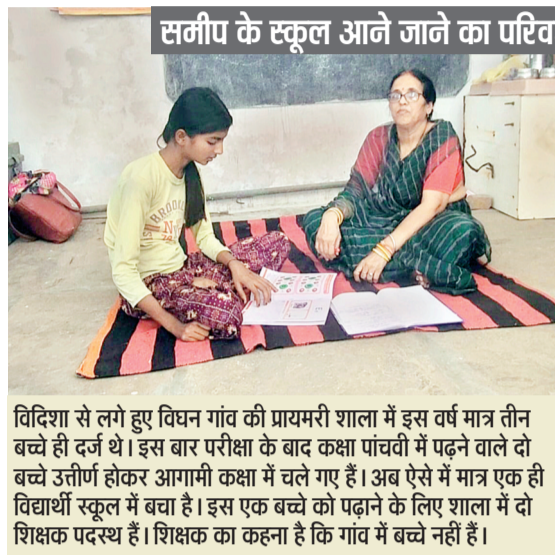 समीप के स्कूल आने जाने का
BROOKLYN
विदिशा से लगे हुए विघन गांव की प्रायमरी शाला में इस वर्ष मात्र तीन
बच्चे ही दर्ज थे। इस बार परीक्षा के बाद कक्षा पांचवी में पढ़ने वाले दो
बच्चे उत्तीर्ण होकर आगामी कक्षा में चले गए हैं। अब ऐसे में मात्र एक ही
विद्यार्थी स्कूल में बचा है। इस एक बच्चे को पढ़ाने के लिए शाला में दो
शिक्षक पदस्थ हैं। शिक्षक का कहना है कि गांव में बच्चे नहीं हैं।